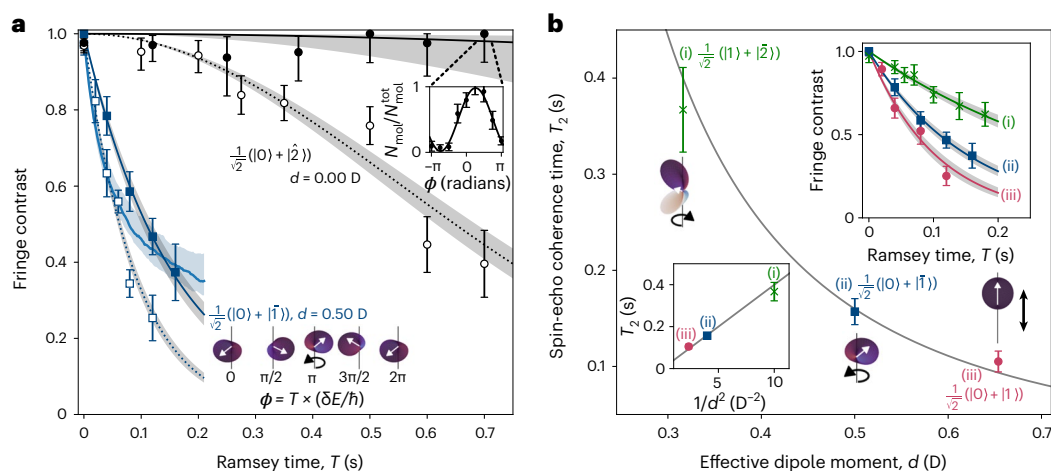 a
Fringe contrast
1.0
0.8
0.6
0.4
0.2
0
0
0.1
0.2
0.3
0.4
0.5
0.6
0.7
Ramsey time, T (s)
1/√2 (|0⟩ + |2̂⟩)
d = 0.00 D
N_mol/N_mol^tot
1
0
−π
0
π
ϕ (radians)
1/√2 (|0⟩ + |1̄⟩), d = 0.50 D
0
π/2
π
3π/2
2π
ϕ = T × (δE/ħ)
b
Spin-echo coherence time, T₂ (s)
0.4
0.3
0.2
0.1
0.3
0.4
0.5
0.6
0.7
Effective dipole moment, d (D)
(i) 1/√2 (|1⟩ + |2̄⟩)
(ii) 1/√2 (|0⟩ + |1̄⟩)
(iii)
1/√2 (|0⟩ + |1⟩)
Fringe contrast
1.0
0.5
0
0
0.1
0.2
Ramsey time, T (s)
(i)
(ii)
(iii)
T₂ (s)
0.4
0.2
0
5
10
1/d² (D⁻²)
(i)
(ii)
(iii)